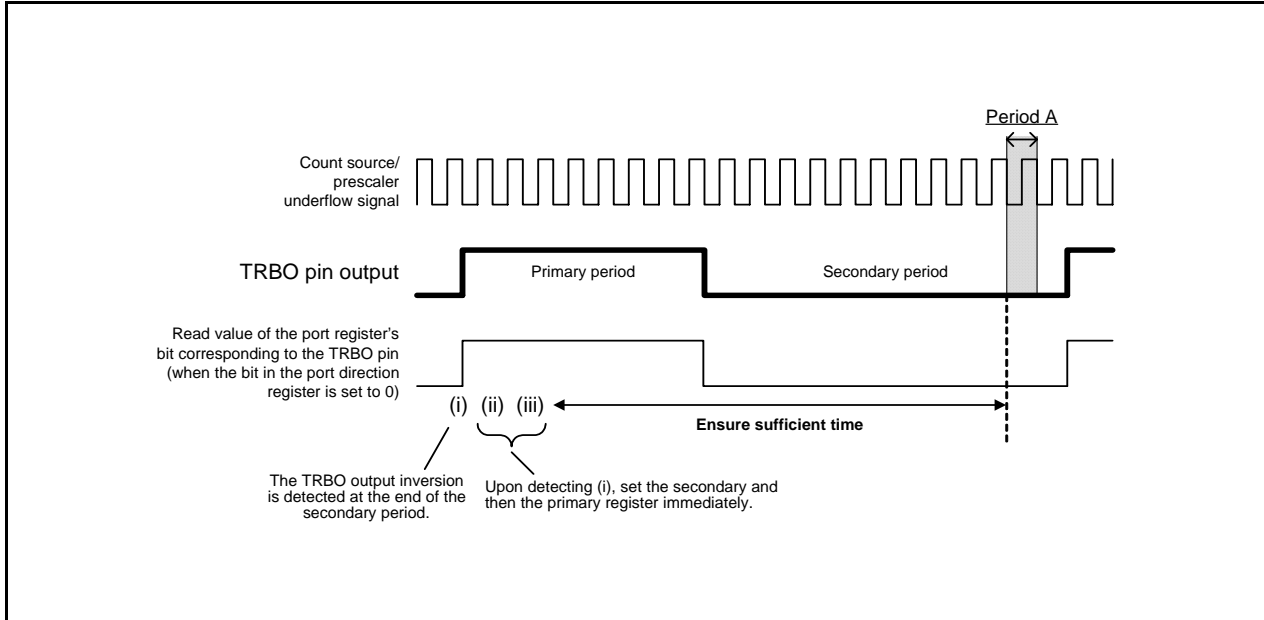 Period A
Count source/
prescaler
underflow signal
TRBO pin output
Primary period
Secondary period
Read value of the port register's
bit corresponding to the TRBO pin
(when the bit in the port direction
register is set to 0)
(i) (ii) (iii)
Ensure sufficient time
The TRBO output inversion
is detected at the end of the
secondary period.
Upon detecting (i), set the secondary and
then the primary register immediately.